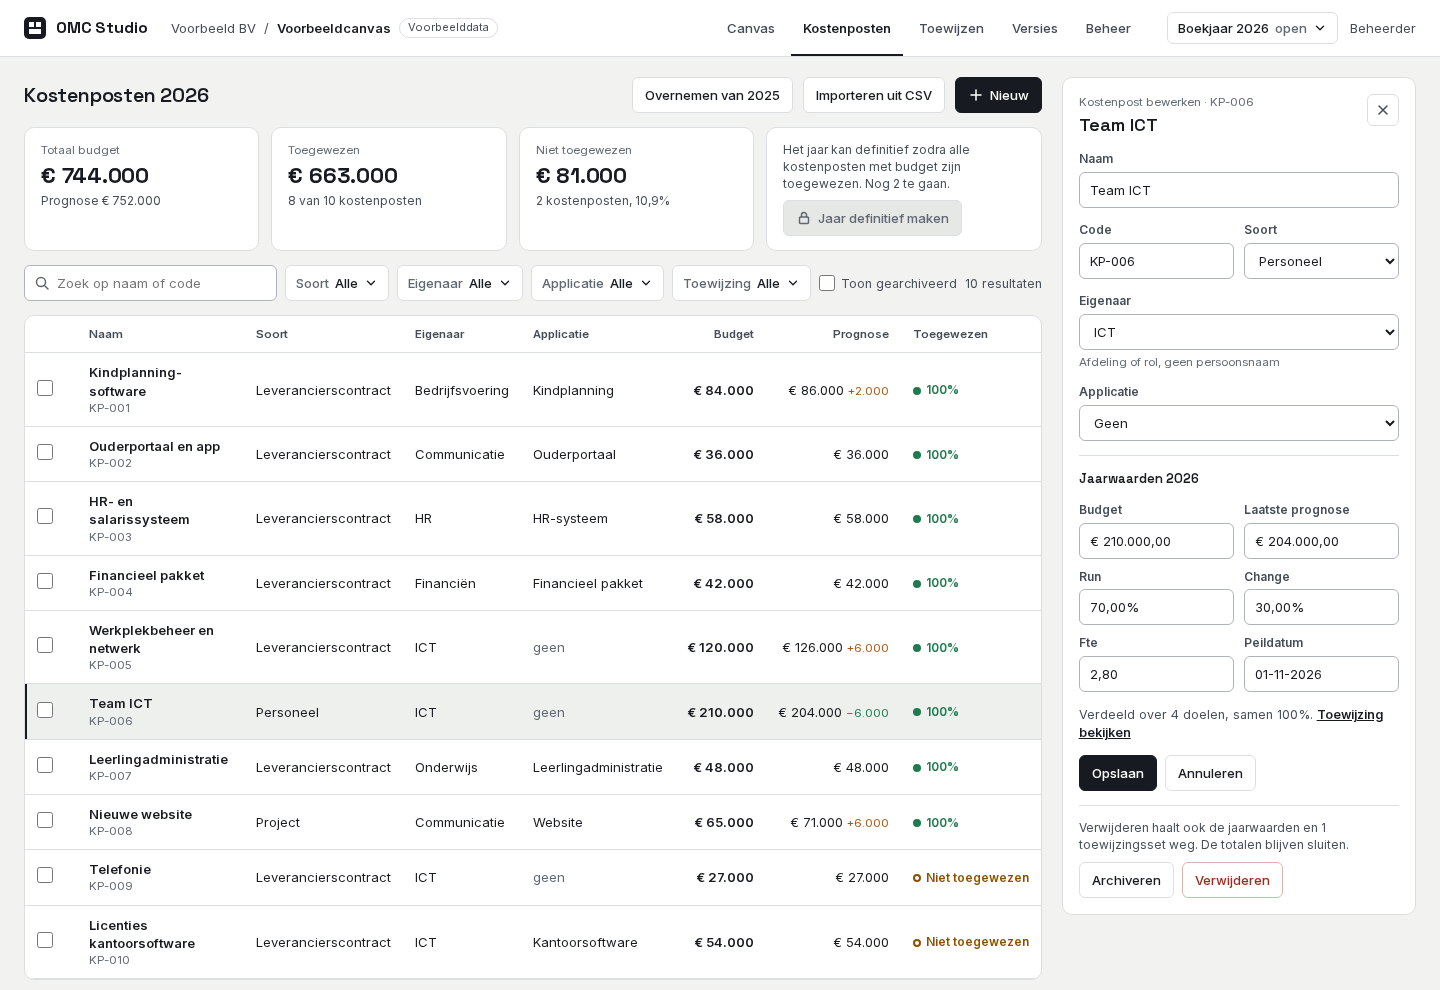 OMC Studio
Voorbeeld BV / Voorbeeldcanvas Voorbeelddata
Canvas Kostenposten Toewijzen Versies Beheer
Boekjaar 2026 open Beheerder
Kostenposten 2026
Overnemen van 2025 Importeren uit CSV Nieuw
Totaal budget
€ 744.000
Prognose € 752.000
Toegewezen
€ 663.000
8 van 10 kostenposten
Niet toegewezen
€ 81.000
2 kostenposten, 10,9%
Het jaar kan definitief zodra alle
kostenposten met budget zijn
toegewezen. Nog 2 te gaan.
Jaar definitief maken
Zoek op naam of code Soort Alle Eigenaar Alle Applicatie Alle Toewijzing Alle Toon gearchiveerd 10 resultaten
Naam Soort Eigenaar Applicatie Budget Prognose Toegewezen
Kindplanning-
software
KP-001
Leverancierscontract Bedrijfsvoering Kindplanning € 84.000 € 86.000 +2.000 100%
Ouderportaal en app
KP-002
Leverancierscontract Communicatie Ouderportaal € 36.000 € 36.000 100%
HR- en
salarissysteem
KP-003
Leverancierscontract HR HR-systeem € 58.000 € 58.000 100%
Financieel pakket
KP-004
Leverancierscontract Financiën Financieel pakket € 42.000 € 42.000 100%
Werkplekbeheer en
netwerk
KP-005
Leverancierscontract ICT geen € 120.000 € 126.000 +6.000 100%
Team ICT
KP-006
Personeel ICT geen € 210.000 € 204.000 −6.000 100%
Leerlingadministratie
KP-007
Leverancierscontract Onderwijs Leerlingadministratie € 48.000 € 48.000 100%
Nieuwe website
KP-008
Project Communicatie Website € 65.000 € 71.000 +6.000 100%
Telefonie
KP-009
Leverancierscontract ICT geen € 27.000 € 27.000 Niet toegewezen
Licenties
kantoorsoftware
KP-010
Leverancierscontract ICT Kantoorsoftware € 54.000 € 54.000 Niet toegewezen
Kostenpost bewerken · KP-006
Team ICT
Naam
Team ICT
Code Soort
KP-006 Personeel
Eigenaar
ICT
Afdeling of rol, geen persoonsnaam
Applicatie
Geen
Jaarwaarden 2026
Budget Laatste prognose
€ 210.000,00 € 204.000,00
Run Change
70,00% 30,00%
Fte Peildatum
2,80 01-11-2026
Verdeeld over 4 doelen, samen 100%. Toewijzing
bekijken
Opslaan Annuleren
Verwijderen haalt ook de jaarwaarden en 1
toewijzingsset weg. De totalen blijven sluiten.
Archiveren Verwijderen